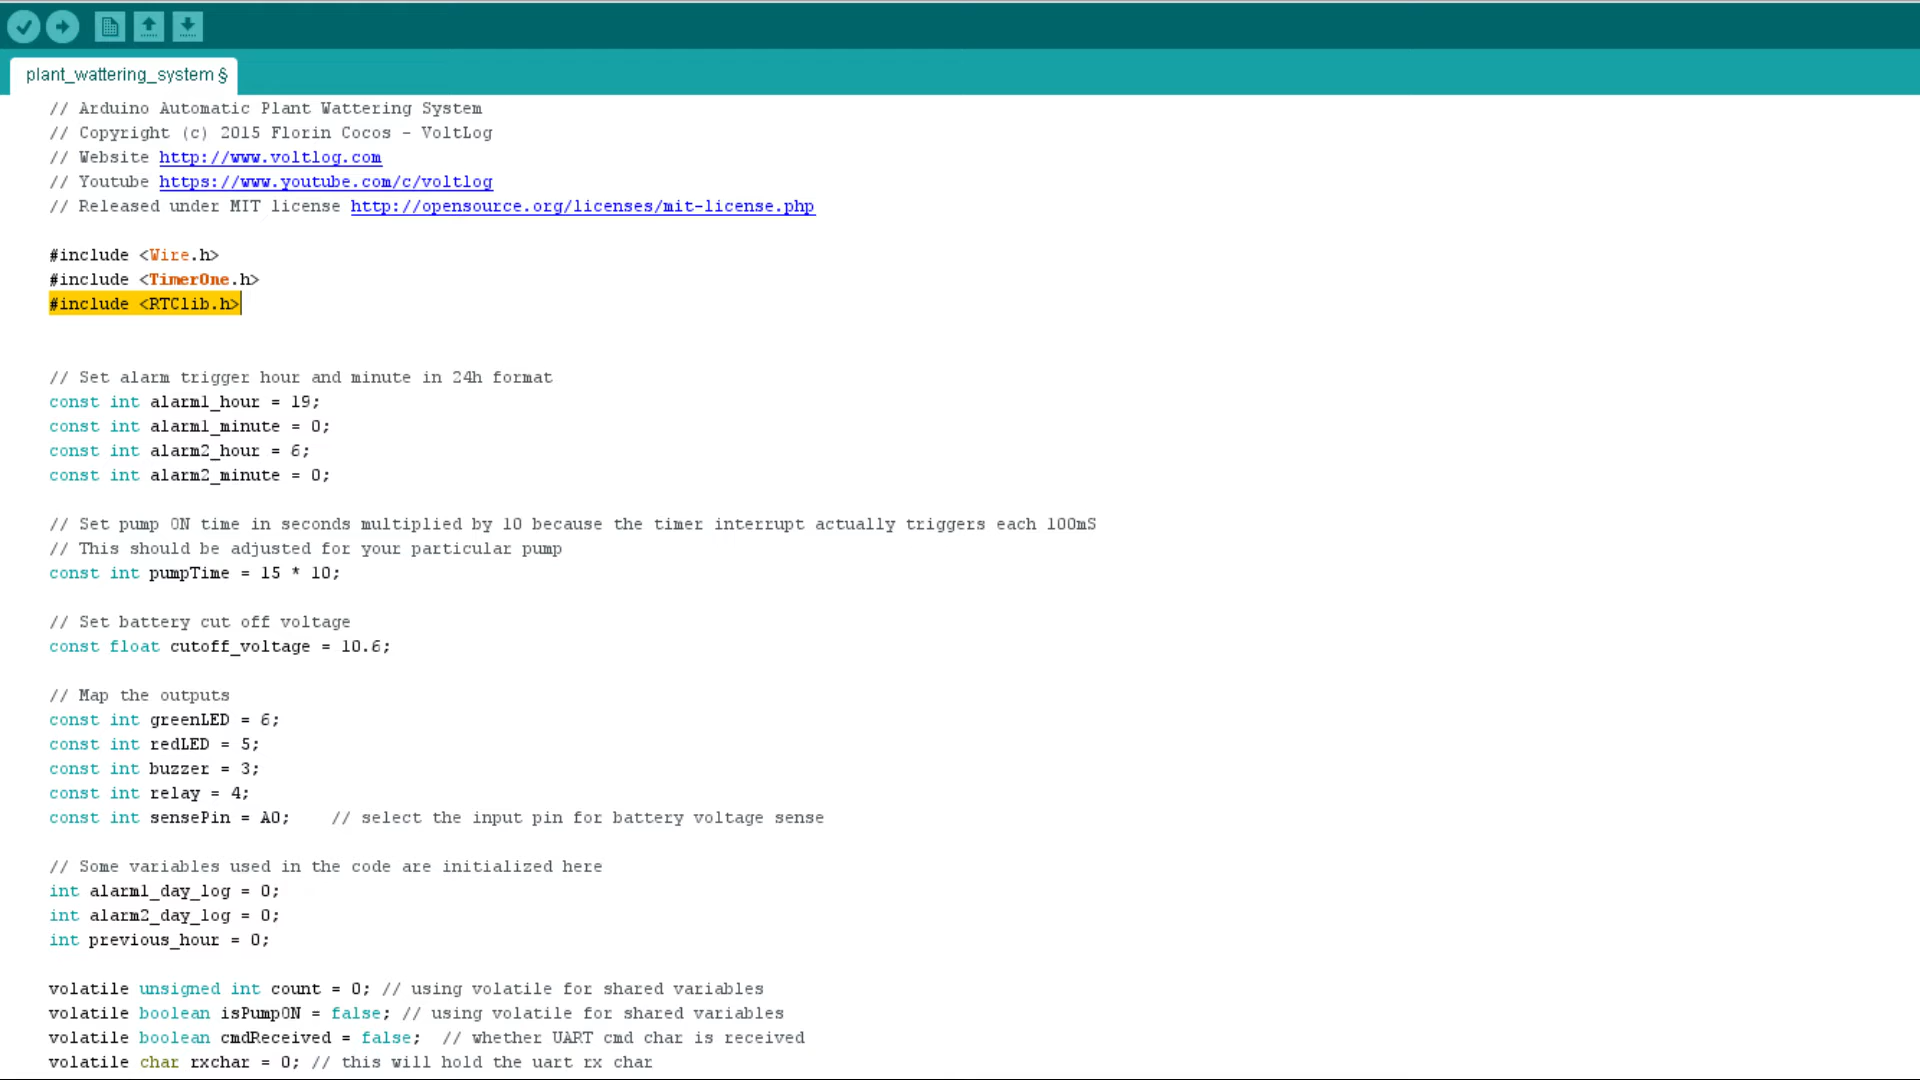 plant_wattering_system §
// Arduino Automatic Plant Wattering System
// Copyright (c) 2015 Florin Cocos - VoltLog
// Website http://www.voltlog.com
// Youtube https://www.youtube.com/c/voltlog
// Released under MIT license http://opensource.org/licenses/mit-license.php
#include <Wire.h>
#include <TimerOne.h>
#include <RTClib.h>
// Set alarm trigger hour and minute in 24h format
const int alarm1_hour = 19;
const int alarm1_minute = 0;
const int alarm2_hour = 6;
const int alarm2_minute = 0;
// Set pump ON time in seconds multiplied by 10 because the timer interrupt actually triggers each 100mS
// This should be adjusted for your particular pump
const int pumpTime = 15 * 10;
// Set battery cut off voltage
const float cutoff_voltage = 10.6;
// Map the outputs
const int greenLED = 6;
const int redLED = 5;
const int buzzer = 3;
const int relay = 4;
const int sensePin = A0;    // select the input pin for battery voltage sense
// Some variables used in the code are initialized here
int alarm1_day_log = 0;
int alarm2_day_log = 0;
int previous_hour = 0;
volatile unsigned int count = 0; // using volatile for shared variables
volatile boolean isPumpON = false; // using volatile for shared variables
volatile boolean cmdReceived = false;  // whether UART cmd char is received
volatile char rxchar = 0; // this will hold the uart rx char